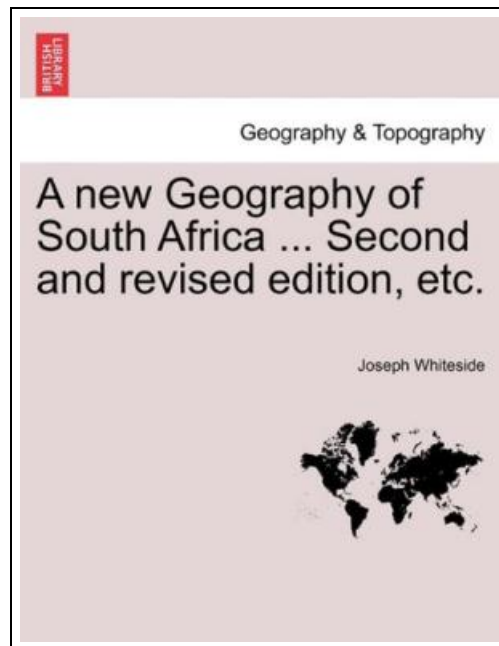 BRITISH
LIBRARY
Geography & Topography
A new Geography of
South Africa ... Second
and revised edition, etc.
Joseph Whiteside